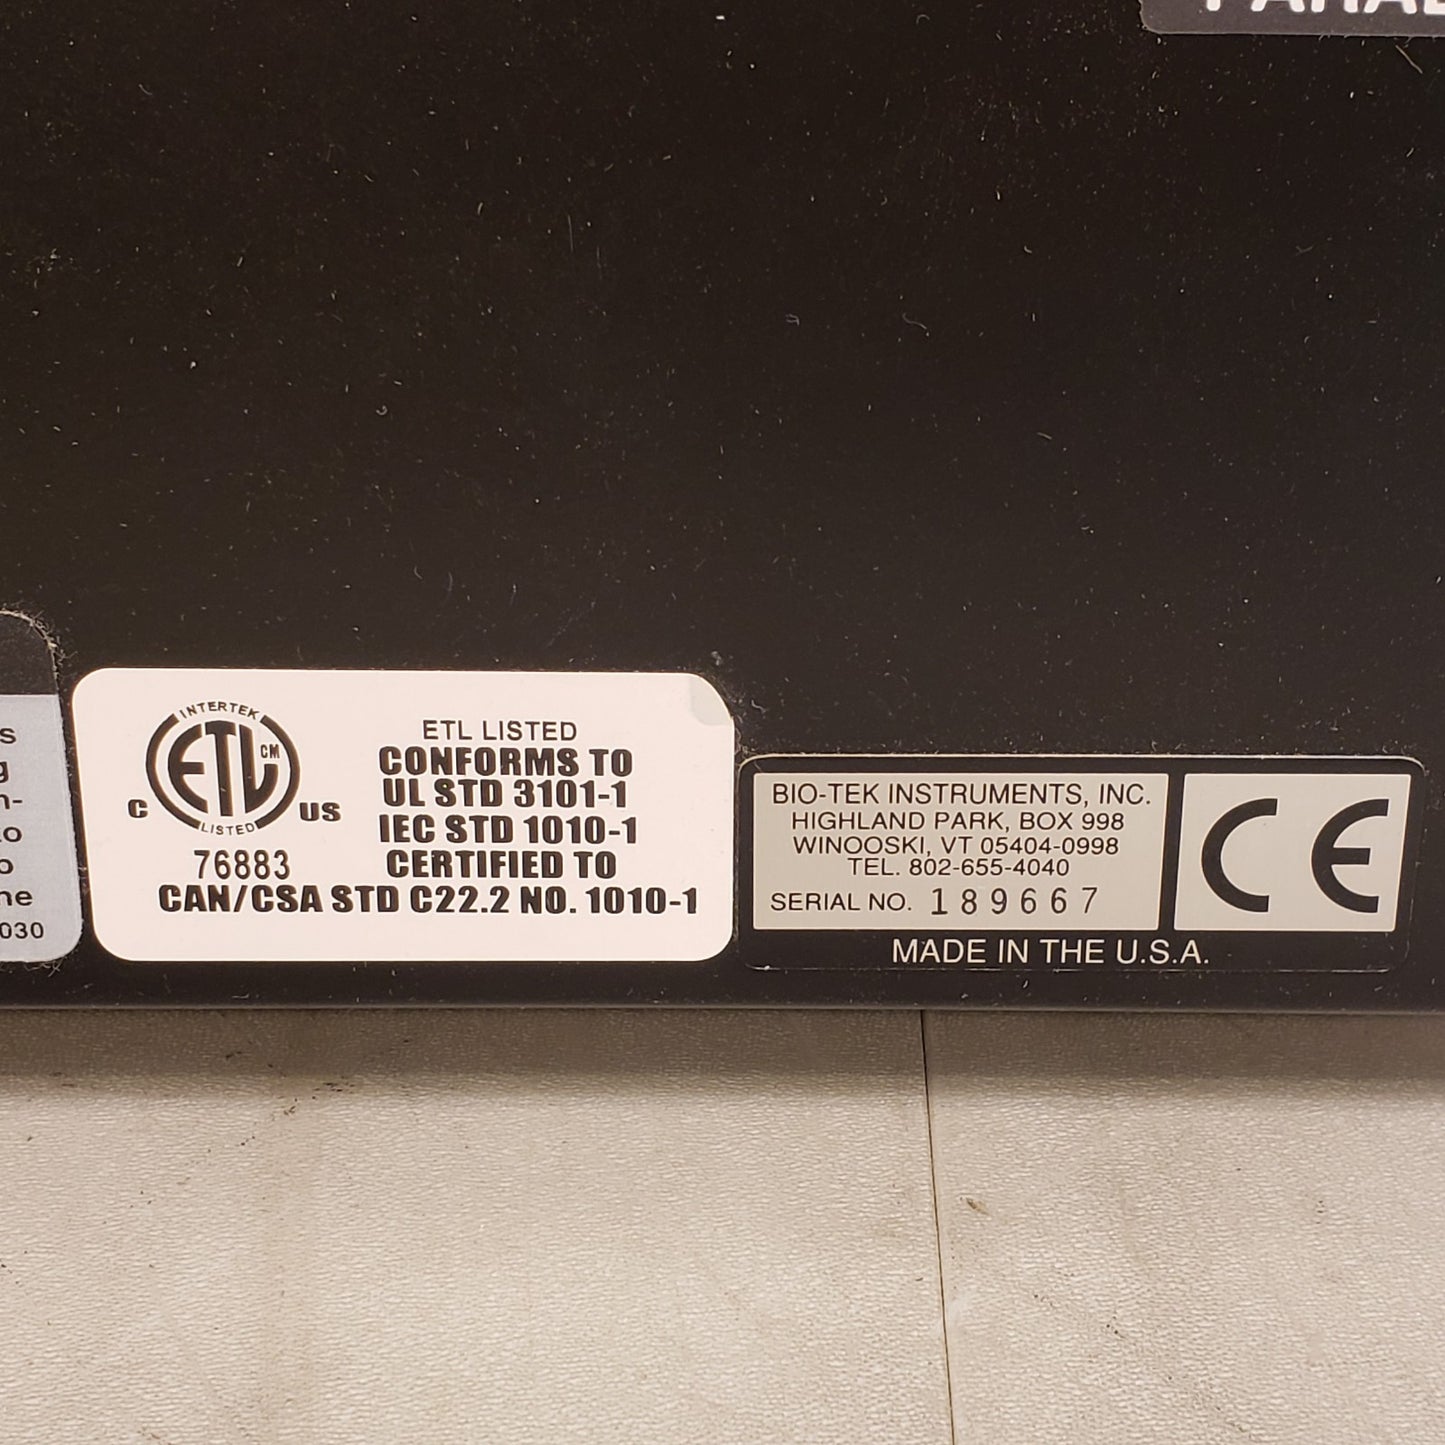 INTERTEK
ETL CM
C US
LISTED
76883
ETL LISTED
CONFORMS TO
UL STD 3101-1
IEC STD 1010-1
CERTIFIED TO
CAN/CSA STD C22.2 NO. 1010-1
BIO-TEK INSTRUMENTS, INC.
HIGHLAND PARK, BOX 998
WINOOSKI, VT 05404-0998
TEL. 802-655-4040
SERIAL NO. 189667
CE
MADE IN THE U.S.A.
030